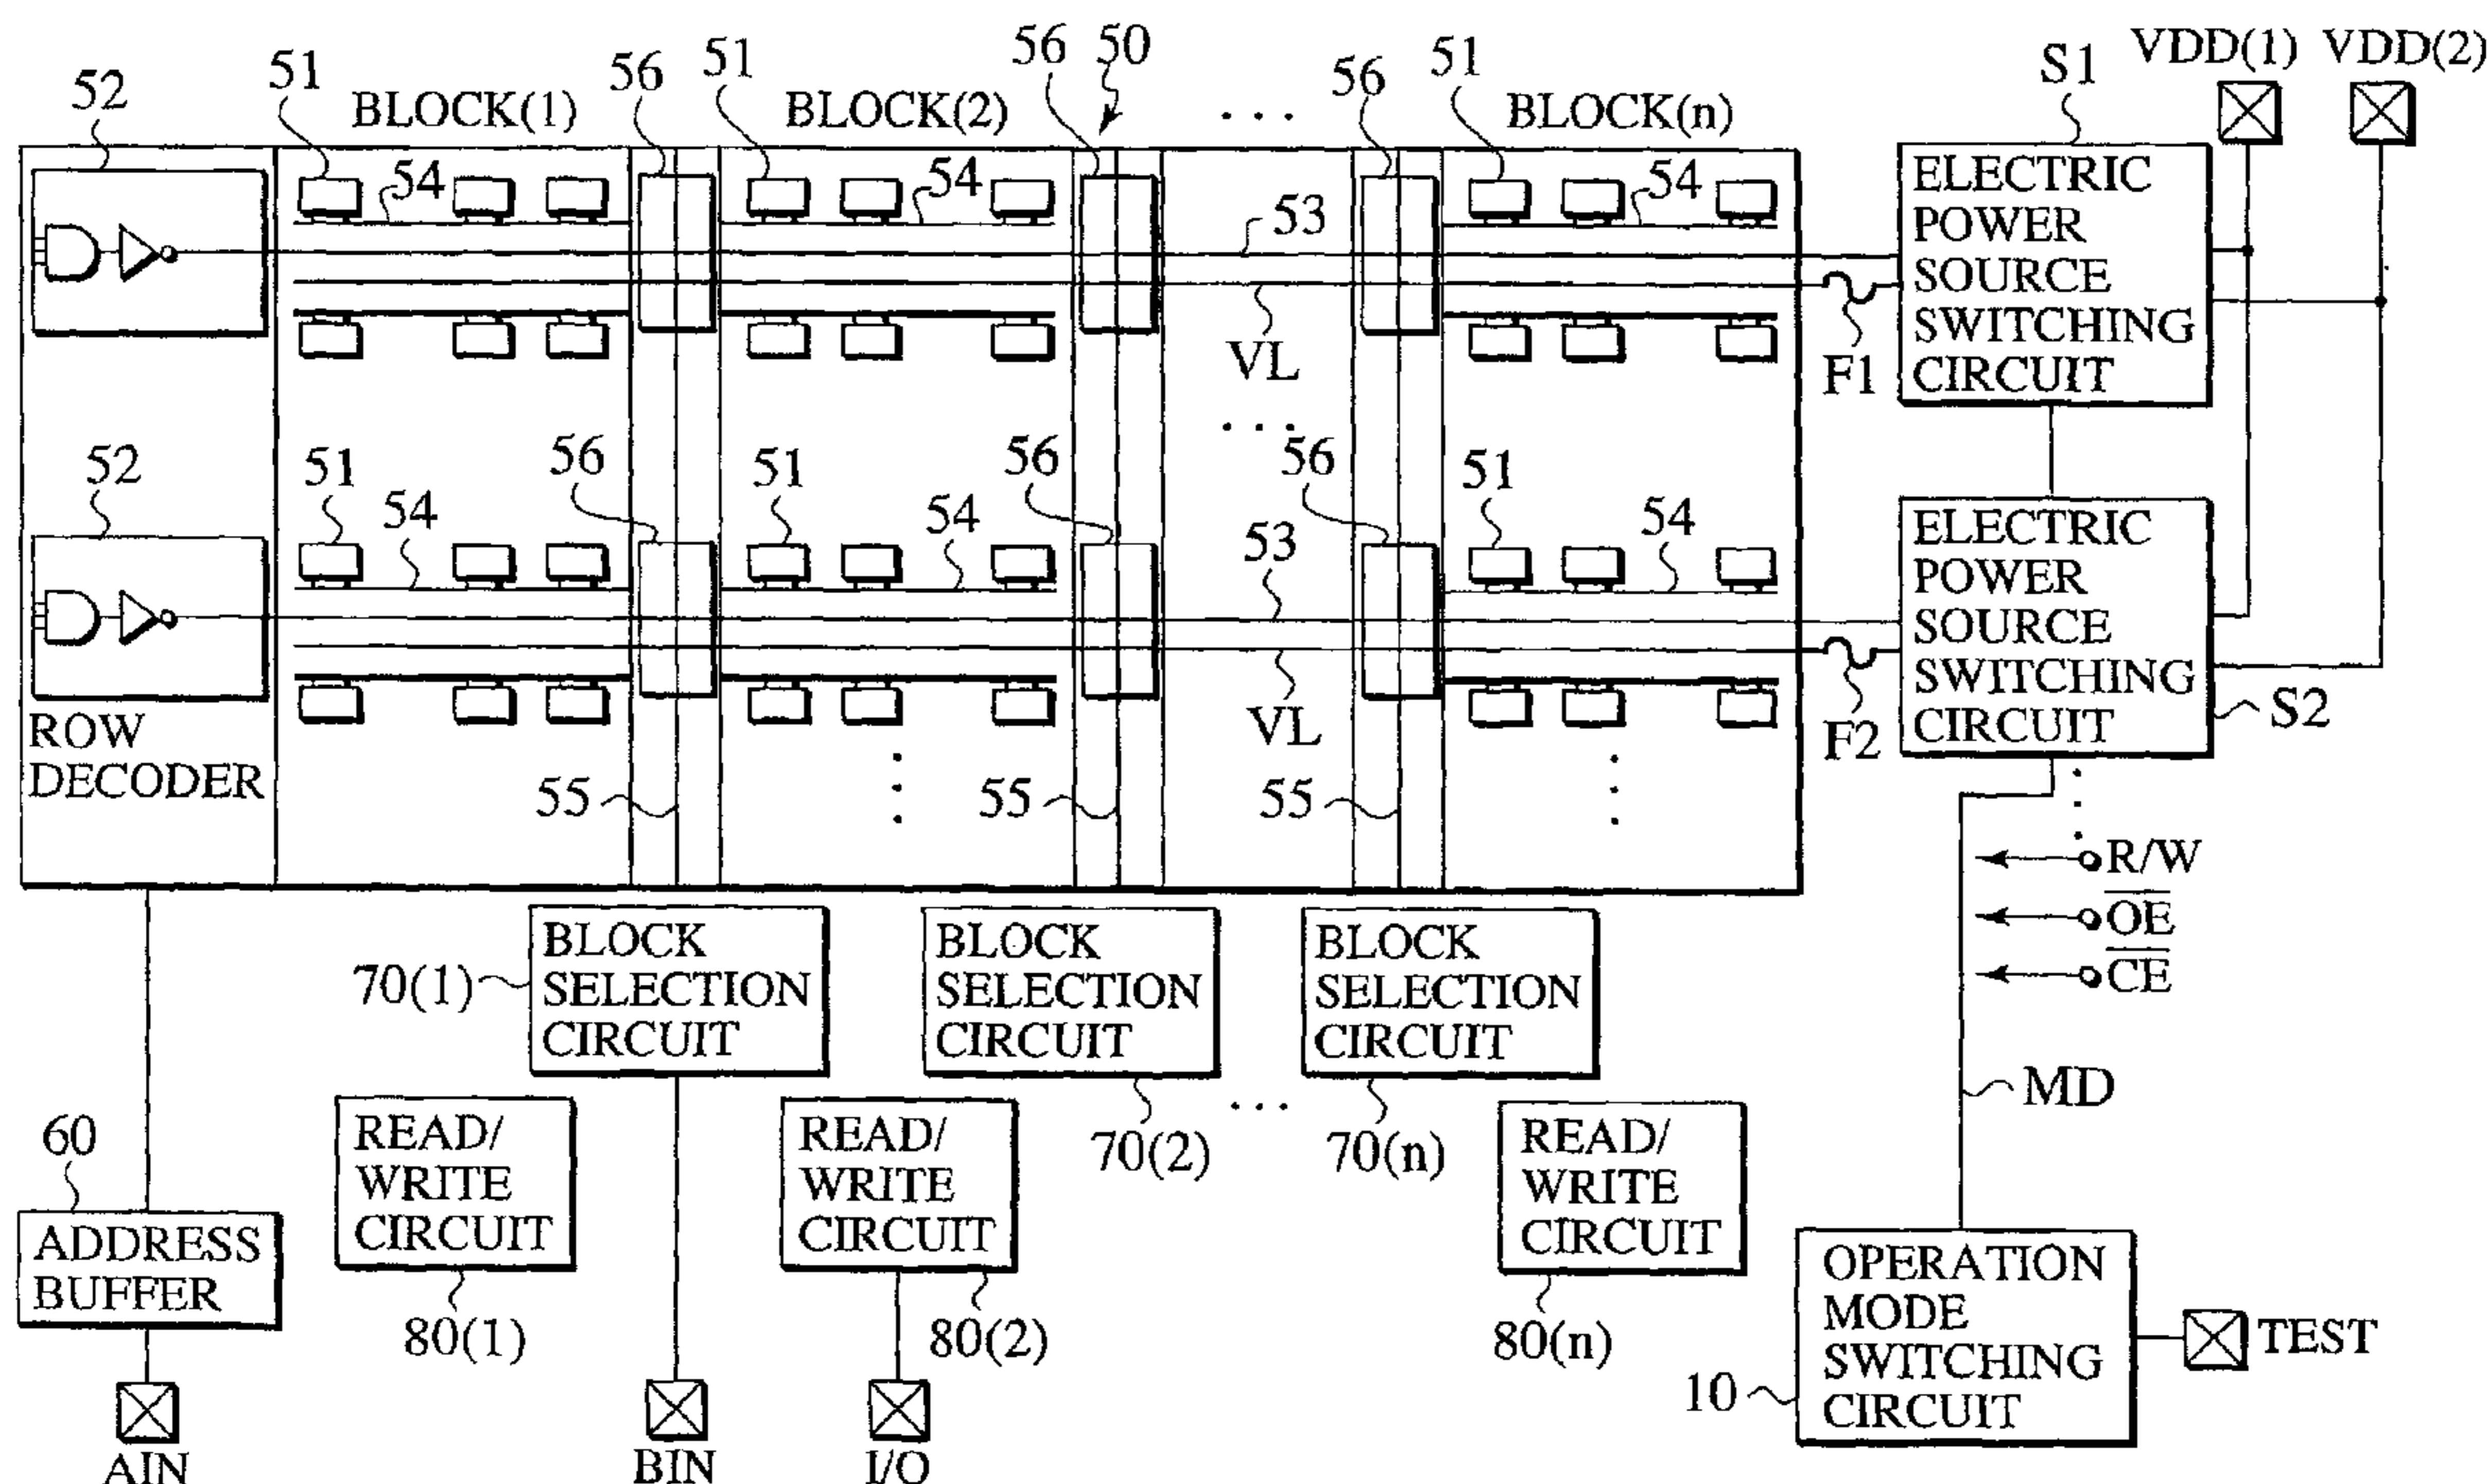 56 50 VDD(1) VDD(2)
52 51 56 51 56 51 S1
BLOCK(1) BLOCK(2) . . . BLOCK(n)
54 54 54
53
VL
F1
ELECTRIC
POWER
SOURCE
SWITCHING
CIRCUIT
. . .
52 51 56 51 56 56 51
54 54 54
53
VL
F2
ELECTRIC
POWER
SOURCE
SWITCHING
CIRCUIT
S2
ROW
DECODER
55 55 55
R/W
OE
CE
MD
70(1)
BLOCK
SELECTION
CIRCUIT
BLOCK
SELECTION
CIRCUIT
70(2)
. . .
BLOCK
SELECTION
CIRCUIT
70(n)
60
ADDRESS
BUFFER
READ/
WRITE
CIRCUIT
80(1)
READ/
WRITE
CIRCUIT
80(2)
READ/
WRITE
CIRCUIT
80(n)
10
OPERATION
MODE
SWITCHING
CIRCUIT
TEST
AIN BIN I/O